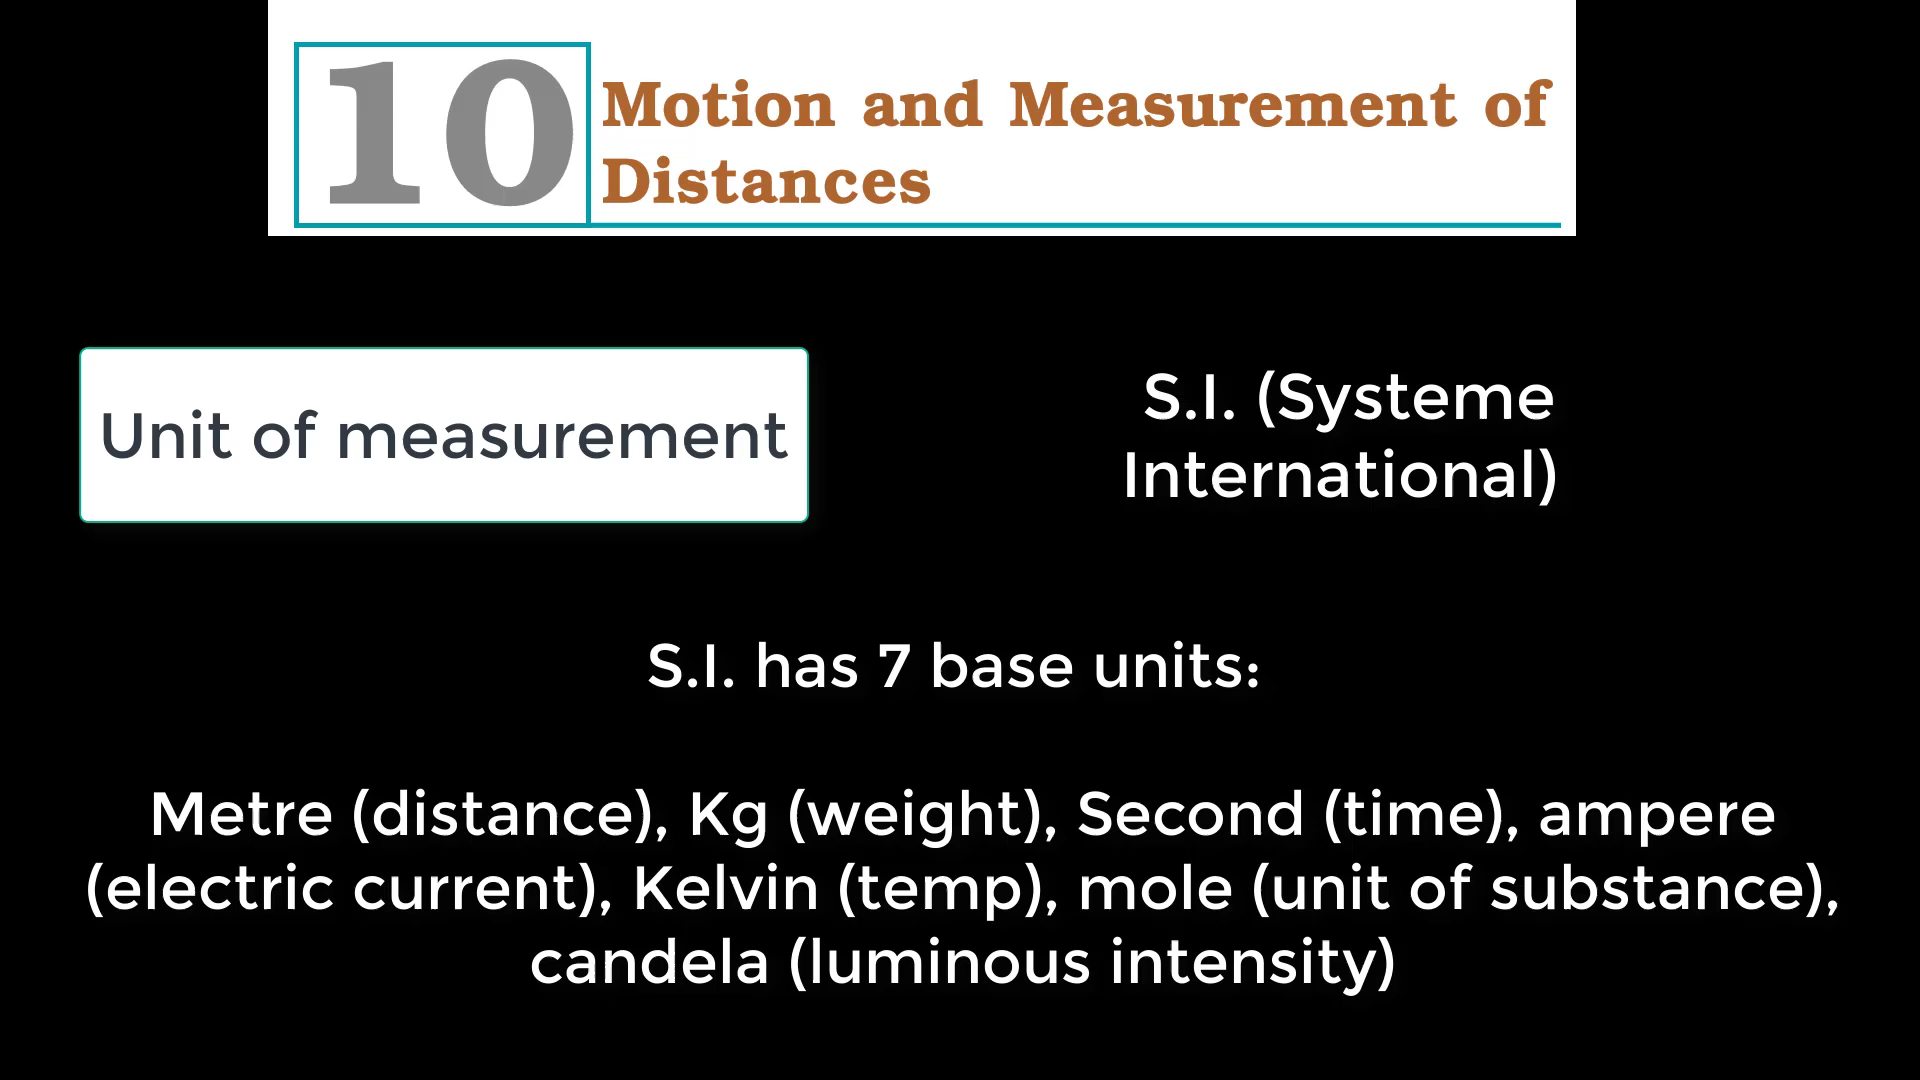 10
Motion and Measurement of
Distances
Unit of measurement
S.I. (Systeme
International)
S.I. has 7 base units:
Metre (distance), Kg (weight), Second (time), ampere
(electric current), Kelvin (temp), mole (unit of substance),
candela (luminous intensity)